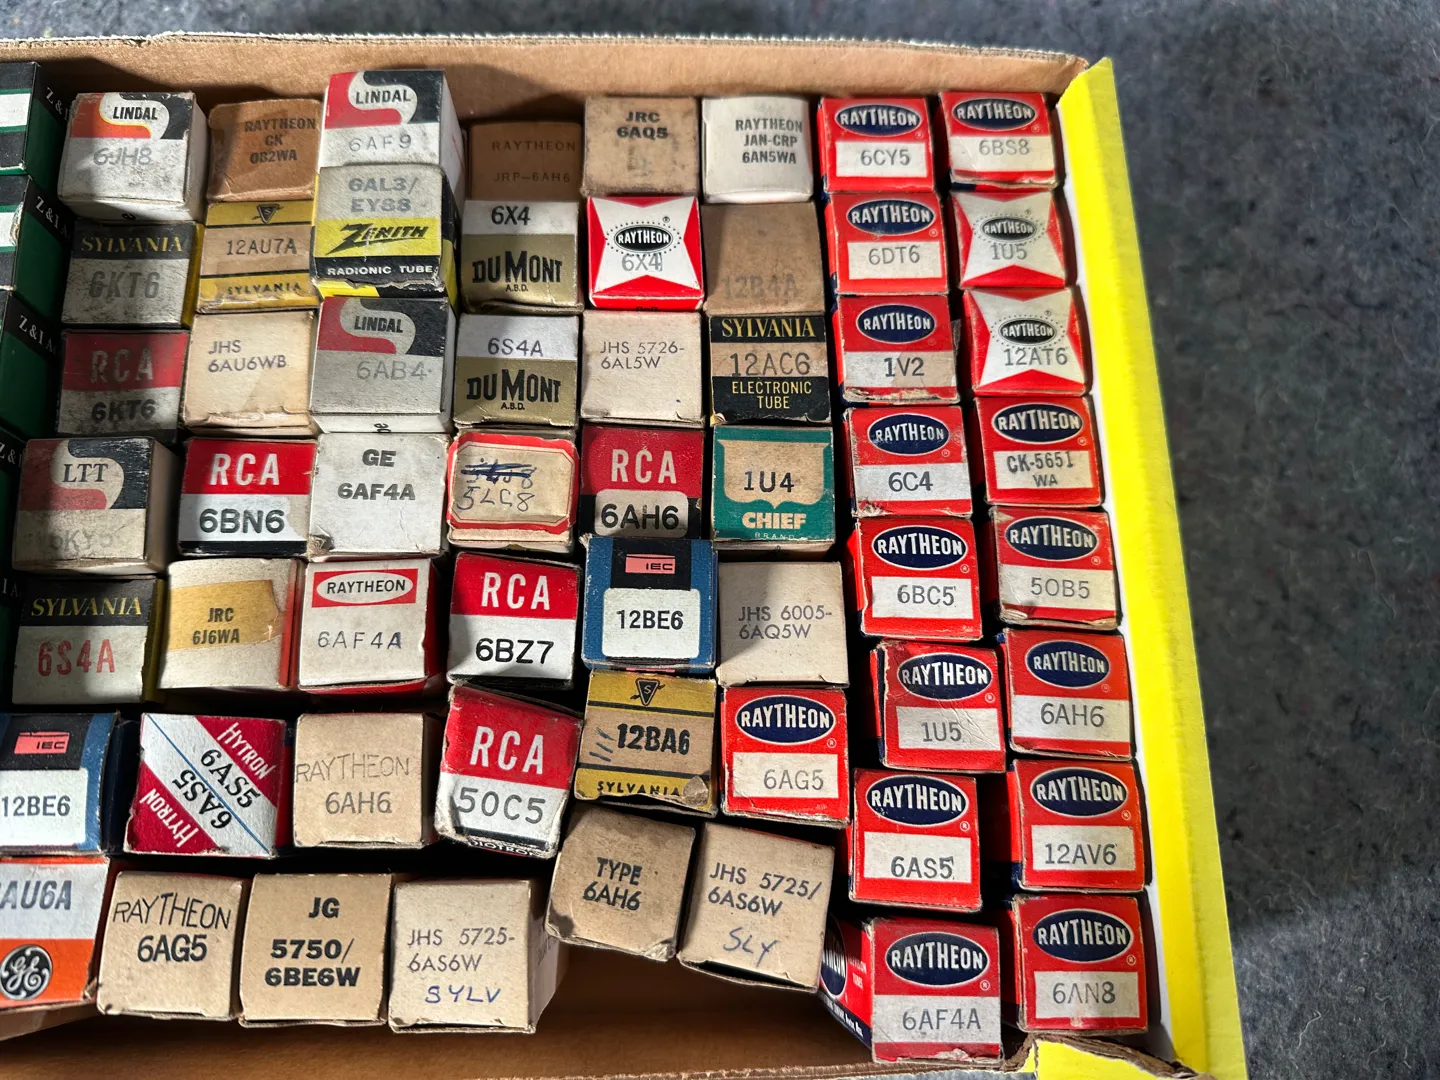 LINDAL
6JH8
RAYTHEON
CK
0B2WA
LINDAL
6AF9
RAYTHEON
JRP-6AH6
JRC
6AQ5
RAYTHEON
JAN-CRP
6AN5WA
RAYTHEON
6CY5
RAYTHEON
6BS8
SYLVANIA
6KT6
12AU7A
SYLVANIA
6AL3/
EY88
ZENITH
RADIONIC TUBE
6X4
DUMONT
A.B.D.
RAYTHEON
6X4
12B4A
RAYTHEON
6DT6
RAYTHEON
1U5
RCA
6KT6
JHS
6AU6WB
LINDAL
6AB4
6S4A
DUMONT
A.B.D.
JHS 5726-
6AL5W
SYLVANIA
12AC6
ELECTRONIC
TUBE
RAYTHEON
1V2
RAYTHEON
12AT6
LTT
RCA
6BN6
GE
6AF4A
5LC8
RCA
6AH6
1U4
CHIEF
BRAND
RAYTHEON
6C4
RAYTHEON
CK-5651
WA
SYLVANIA
6S4A
JRC
6J6WA
RAYTHEON
6AF4A
RCA
6BZ7
IEC
12BE6
JHS 6005-
6AQ5W
RAYTHEON
6BC5
RAYTHEON
50B5
IEC
12BE6
HYTRON
6AS5
6AS5
HYTRON
RAYTHEON
6AH6
RCA
50C5
12BA6
SYLVANIA
RAYTHEON
6AG5
RAYTHEON
1U5
RAYTHEON
6AH6
AU6A
GE
RAYTHEON
6AG5
JG
5750/
6BE6W
JHS 5725-
6AS6W
SYLV
TYPE
6AH6
JHS 5725/
6AS6W
SLY
RAYTHEON
6AS5
RAYTHEON
12AV6
RAYTHEON
6AF4A
RAYTHEON
6AN8